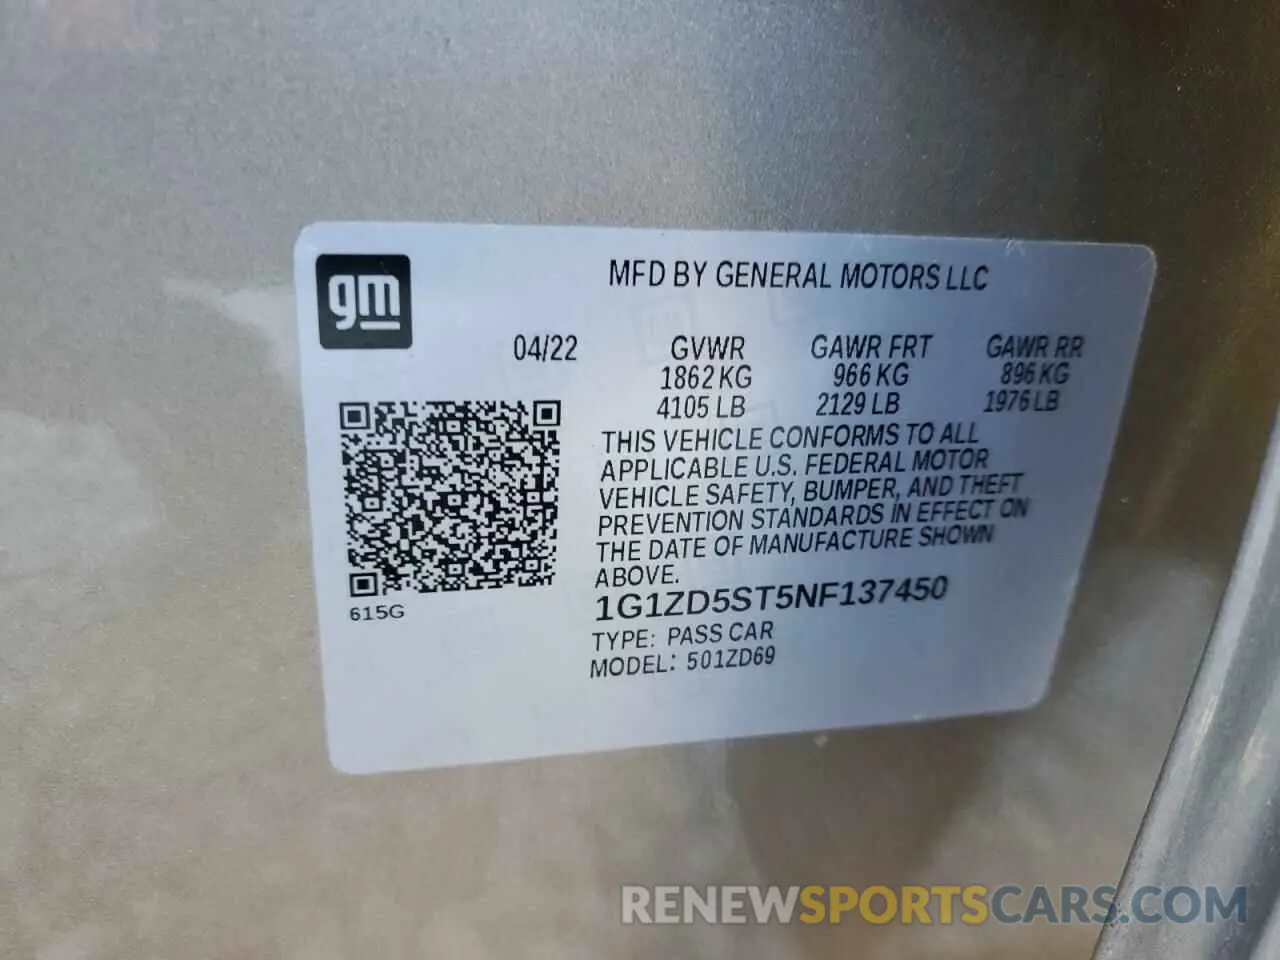 gm
MFD BY GENERAL MOTORS LLC
04/22 GVWR GAWR FRT GAWR RR
1862 KG 966 KG 896 KG
4105 LB 2129 LB 1976 LB
THIS VEHICLE CONFORMS TO ALL
APPLICABLE U.S. FEDERAL MOTOR
VEHICLE SAFETY, BUMPER, AND THEFT
PREVENTION STANDARDS IN EFFECT ON
THE DATE OF MANUFACTURE SHOWN
ABOVE.
615G
1G1ZD5ST5NF137450
TYPE: PASS CAR
MODEL: 501ZD69
RENEWSPORTSCARS.COM